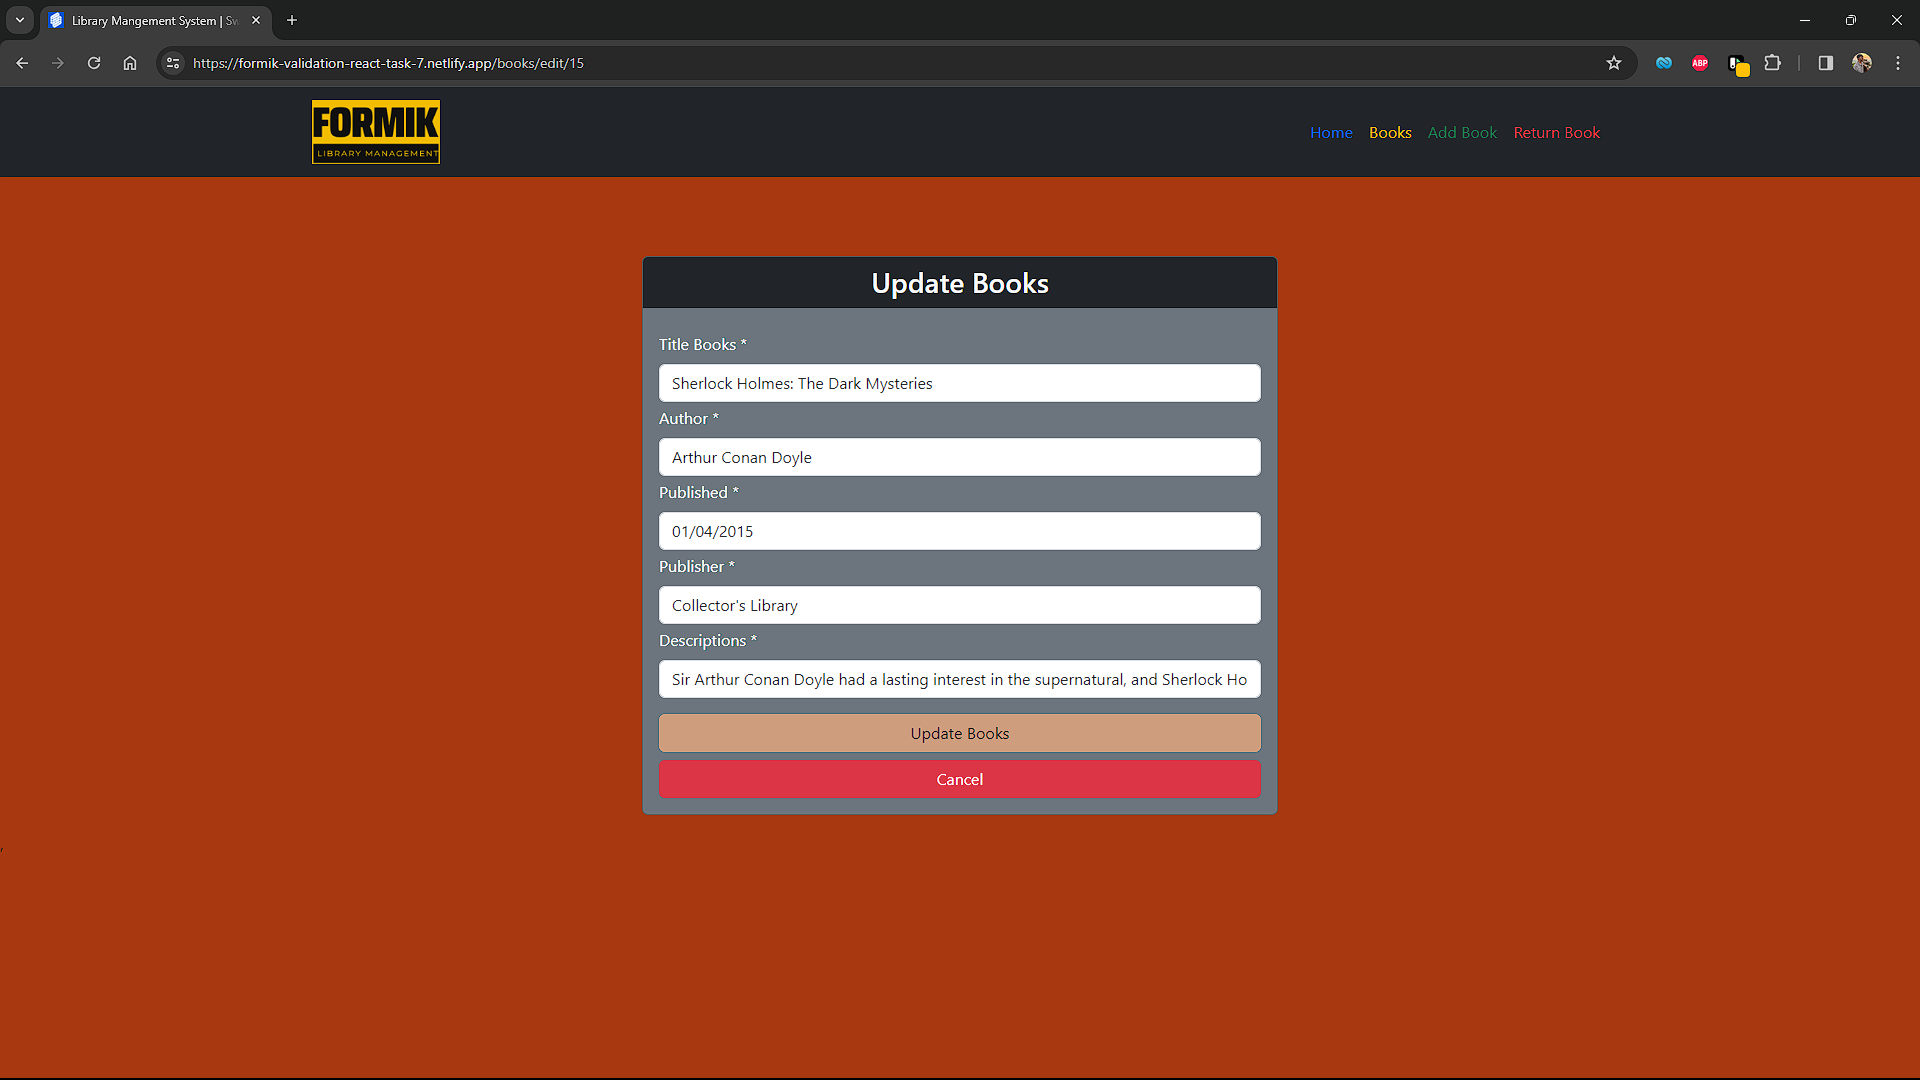 Library Mangement System | Sw
https://formik-validation-react-task-7.netlify.app/books/edit/15
ABP
FORMIK
LIBRARY MANAGEMENT
Home Books Add Book Return Book
Update Books
Title Books *
Sherlock Holmes: The Dark Mysteries
Author *
Arthur Conan Doyle
Published *
01/04/2015
Publisher *
Collector's Library
Descriptions *
Sir Arthur Conan Doyle had a lasting interest in the supernatural, and Sherlock Ho
Update Books
Cancel
,